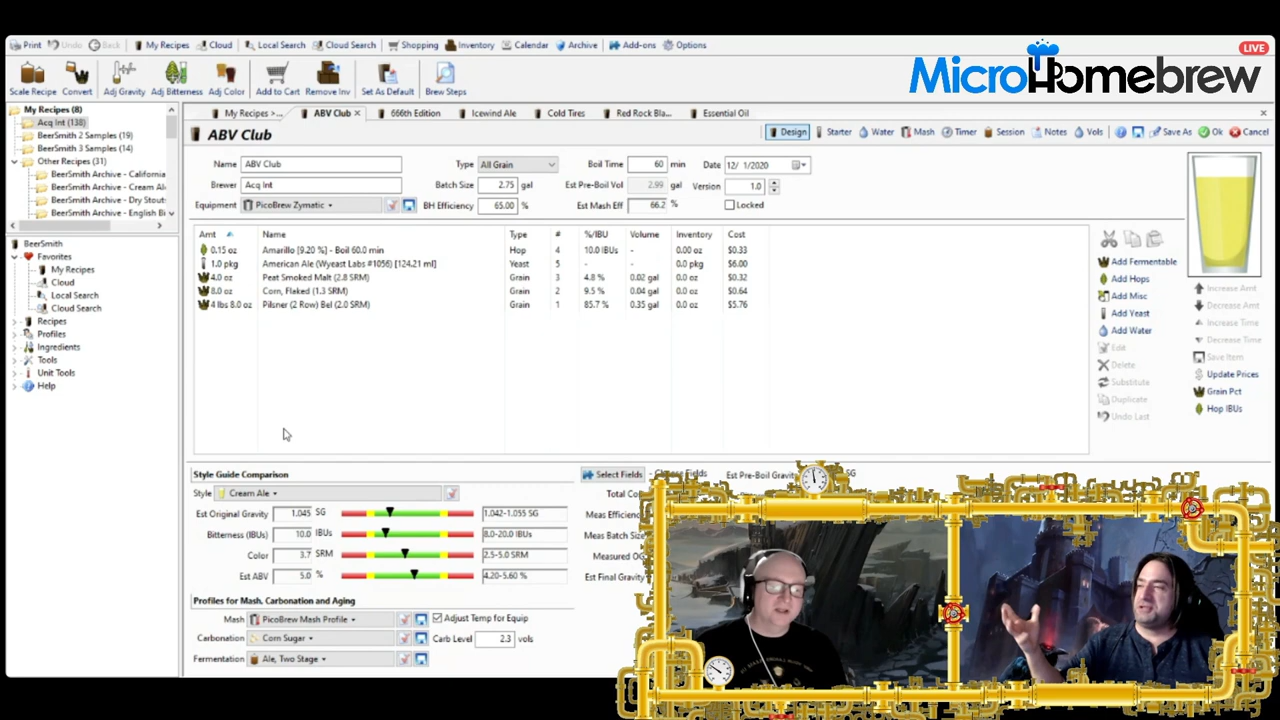 Print Undo Back My Recipes Cloud Local Search Cloud Search Shopping Inventory Calendar Archive Add-ons Options
LIVE
MicroHomebrew
Scale Recipe Convert Adj Gravity Adj Bitterness Adj Color Add to Cart Remove Inv Set As Default Brew Steps
My Recipes (8)
Acq Int (138)
BeerSmith 2 Samples (19)
BeerSmith 3 Samples (14)
Other Recipes (31)
BeerSmith Archive - California
BeerSmith Archive - Cream Al
BeerSmith Archive - Dry Stout
BeerSmith Archive - English Bi
BeerSmith
Favorites
My Recipes
Cloud
Local Search
Cloud Search
Recipes
Profiles
Ingredients
Tools
Unit Tools
Help
My Recipes >... ABV Club 666th Edition Icewind Ale Cold Tires Red Rock Bla... Essential Oil
ABV Club
Design Starter Water Mash Timer Session Notes Vols Save As Ok Cancel
Name ABV Club Type All Grain Boil Time 60 min Date 12/ 1/2020
Brewer Acq Int Batch Size 2.75 gal Est Pre-Boil Vol 2.99 gal Version 1.0
Equipment PicoBrew Zymatic BH Efficiency 65.00 % Est Mash Eff 66.2 % Locked
Amt Name Type # %/IBU Volume Inventory Cost
0.15 oz Amarillo [9.20 %] - Boil 60.0 min Hop 4 10.0 IBUs - 0.00 oz $0.33
1.0 pkg American Ale (Wyeast Labs #1056) [124.21 ml] Yeast 5 - - 0.0 pkg $6.00
4.0 oz Peat Smoked Malt (2.8 SRM) Grain 3 4.8 % 0.02 gal 0.0 oz $0.32
8.0 oz Corn, Flaked (1.3 SRM) Grain 2 9.5 % 0.04 gal 0.0 oz $0.64
4 lbs 8.0 oz Pilsner (2 Row) Bel (2.0 SRM) Grain 1 85.7 % 0.35 gal 0.0 oz $5.76
Add Fermentable
Add Hops
Add Misc
Add Yeast
Add Water
Edit
Delete
Substitute
Duplicate
Undo Last
Increase Amt
Decrease Amt
Increase Time
Decrease Time
Save Item
Update Prices
Grain Pct
Hop IBUs
Style Guide Comparison
Style Cream Ale
Est Original Gravity 1.045 SG 1.042-1.055 SG
Bitterness (IBUs) 10.0 IBUs 8.0-20.0 IBUs
Color 3.7 SRM 2.5-5.0 SRM
Est ABV 5.0 % 4.20-5.60 %
Select Fields - Choose Fields Est Pre-Boil Gravity SG
Total Co
Meas Efficienc
Meas Batch Siz
Measured OG
Est Final Gravity
Profiles for Mash, Carbonation and Aging
Mash PicoBrew Mash Profile Adjust Temp for Equip
Carbonation Corn Sugar Carb Level 2.3 vols
Fermentation Ale, Two Stage